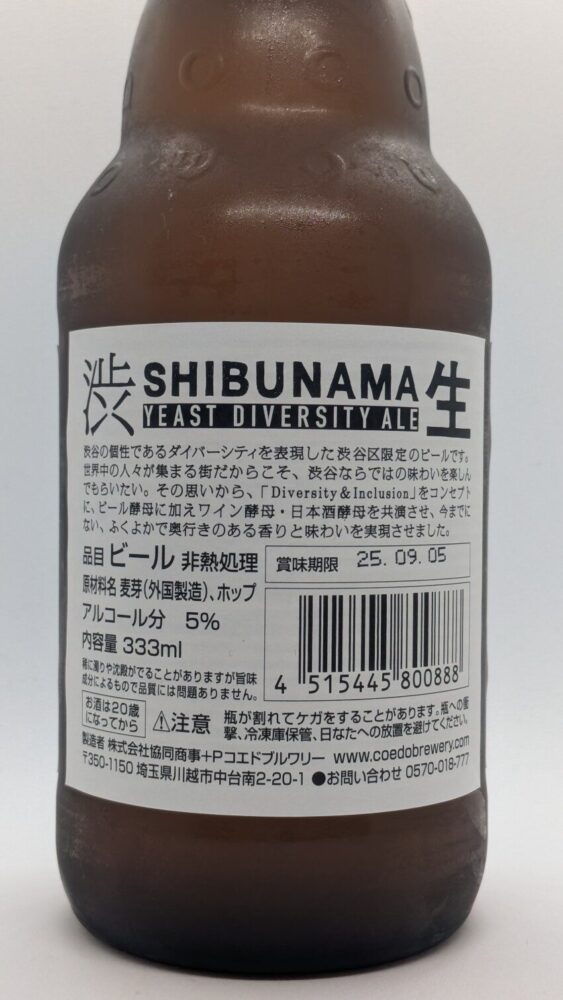 渋 SHIBUNAMA 生
YEAST DIVERSITY ALE
渋谷の個性であるダイバーシティを表現した渋谷区限定のビールです。
世界中の人々が集まる街だからこそ、渋谷ならではの味わいを楽しん
でもらいたい。その思いから、「Diversity&Inclusion」をコンセプト
に、ビール酵母に加えワイン酵母・日本酒酵母を共演させ、今までに
ない、ふくよかで奥行きのある香りと味わいを実現させました。
品目 ビール 非熱処理
賞味期限 25.09.05
原材料名 麦芽(外国製造)、ホップ
アルコール分 5%
内容量 333ml
稀に濁りや沈殿がでることがありますが旨味
成分によるもので品質には問題ありません。
4 515445 800888
お酒は20歳
になってから
⚠注意 瓶が割れてケガをすることがあります。瓶への衝
撃、冷凍庫保管、日なたへの放置を避けてください。
製造者 株式会社協同商事+Pコエドブルワリー www.coedobrewery.com
〒350-1150 埼玉県川越市中台南2-20-1 ●お問い合わせ 0570-018-777